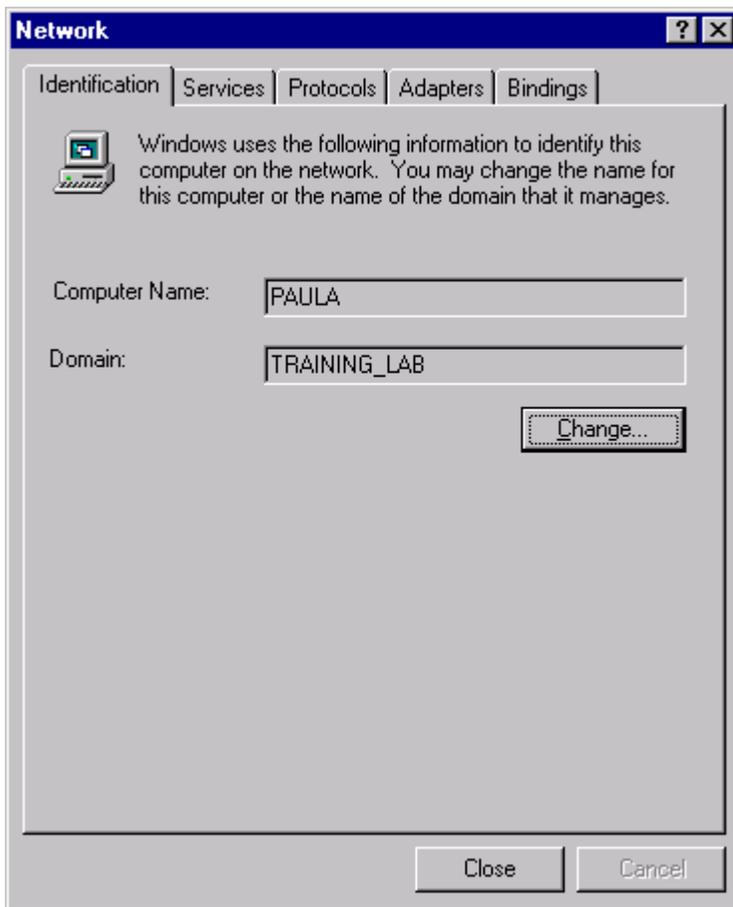 Network
Identification Services Protocols Adapters Bindings
Windows uses the following information to identify this
computer on the network. You may change the name for
this computer or the name of the domain that it manages.
Computer Name: PAULA
Domain: TRAINING_LAB
Change...
Close Cancel